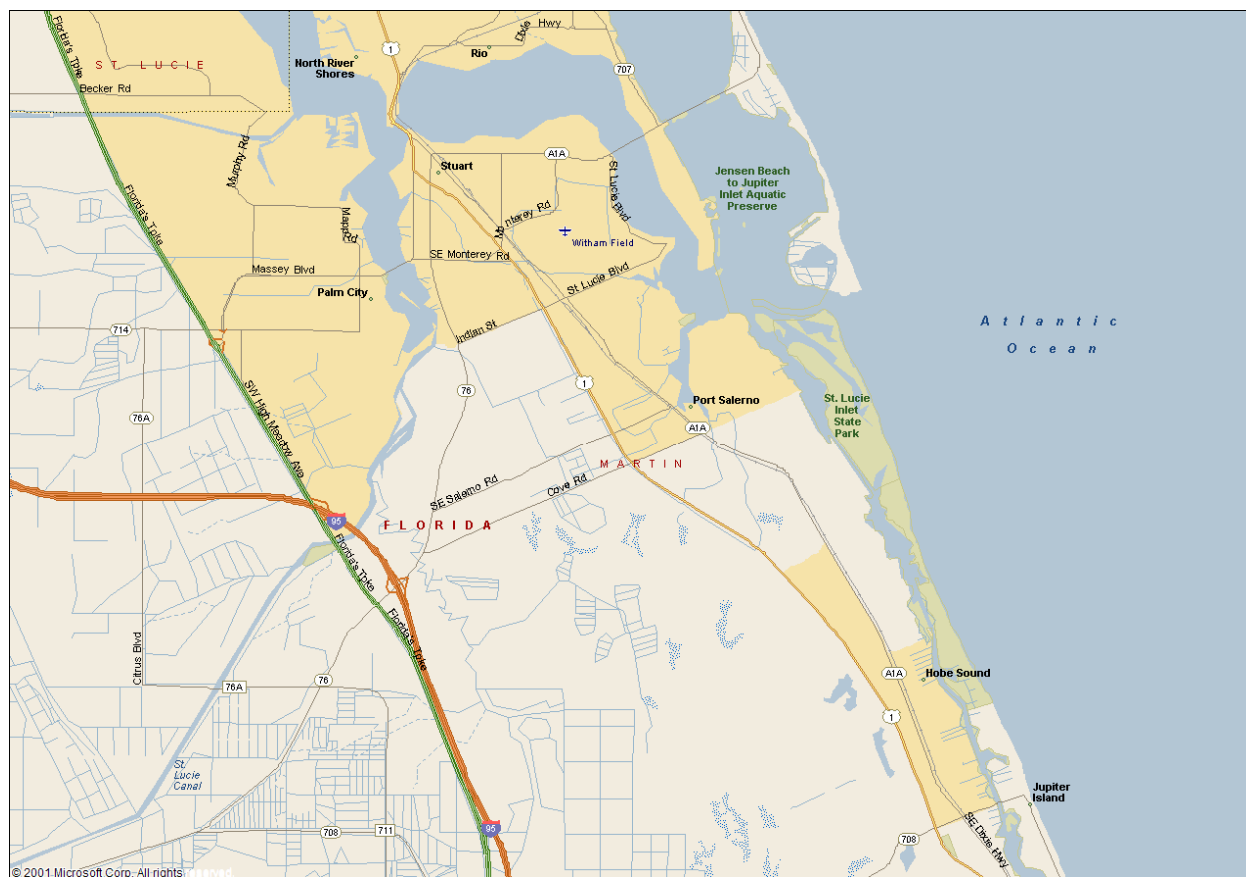 Florida's Tpke
ST LUCIE
Becker Rd
North River
Shores
1
Rio
Dixie
Hwy
707
Murphy Rd
Florida's Tpke
Stuart
A1A
St Lucie Blvd
Jensen Beach
to Jupiter
Inlet Aquatic
Preserve
Mapp Rd
Monterey Rd
Witham Field
SE Monterey Rd
Massey Blvd
Palm City
St Lucie Blvd
Indian St
714
Atlantic
Ocean
76
1
76A
SW High Meadow Ave
Port Salerno
A1A
St. Lucie
Inlet
State
Park
MARTIN
SE Salerno Rd
Cove Rd
95
FLORIDA
Florida's Tpke
Florida's Tpke
Citrus Blvd
76A
76
A1A
Hobe Sound
1
St.
Lucie
Canal
Jupiter
Island
708
711
95
708
SE Dixie Hwy
© 2001 Microsoft Corp. All rights reserved.